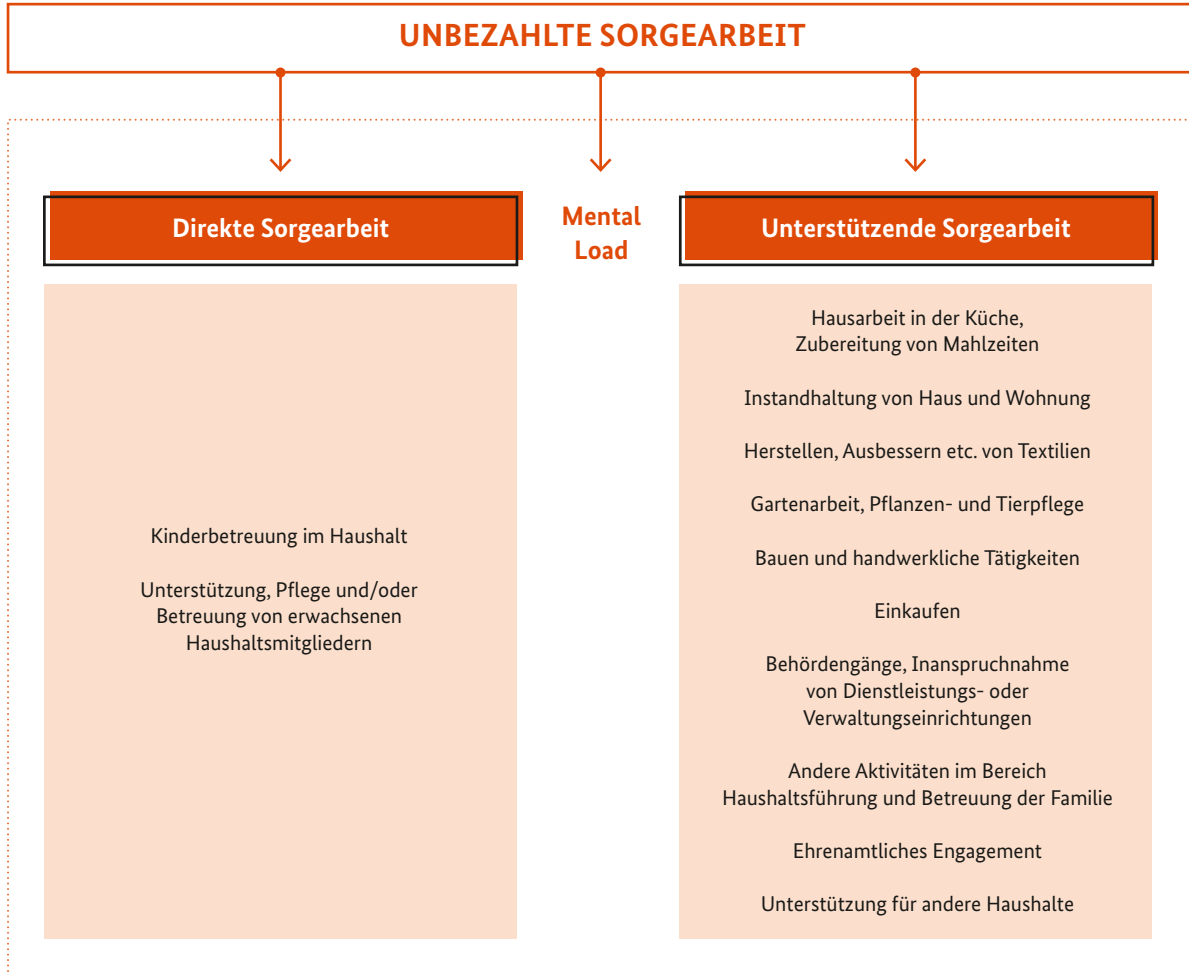 UNBEZAHLTE SORGEARBEIT
Direkte Sorgearbeit
Kinderbetreuung im Haushalt
Unterstützung, Pflege und/oder
Betreuung von erwachsenen
Haushaltsmitgliedern
Mental
Load
Unterstützende Sorgearbeit
Hausarbeit in der Küche,
Zubereitung von Mahlzeiten
Instandhaltung von Haus und Wohnung
Herstellen, Ausbessern etc. von Textilien
Gartenarbeit, Pflanzen- und Tierpflege
Bauen und handwerkliche Tätigkeiten
Einkaufen
Behördengänge, Inanspruchnahme
von Dienstleistungs- oder
Verwaltungseinrichtungen
Andere Aktivitäten im Bereich
Haushaltsführung und Betreuung der Familie
Ehrenamtliches Engagement
Unterstützung für andere Haushalte